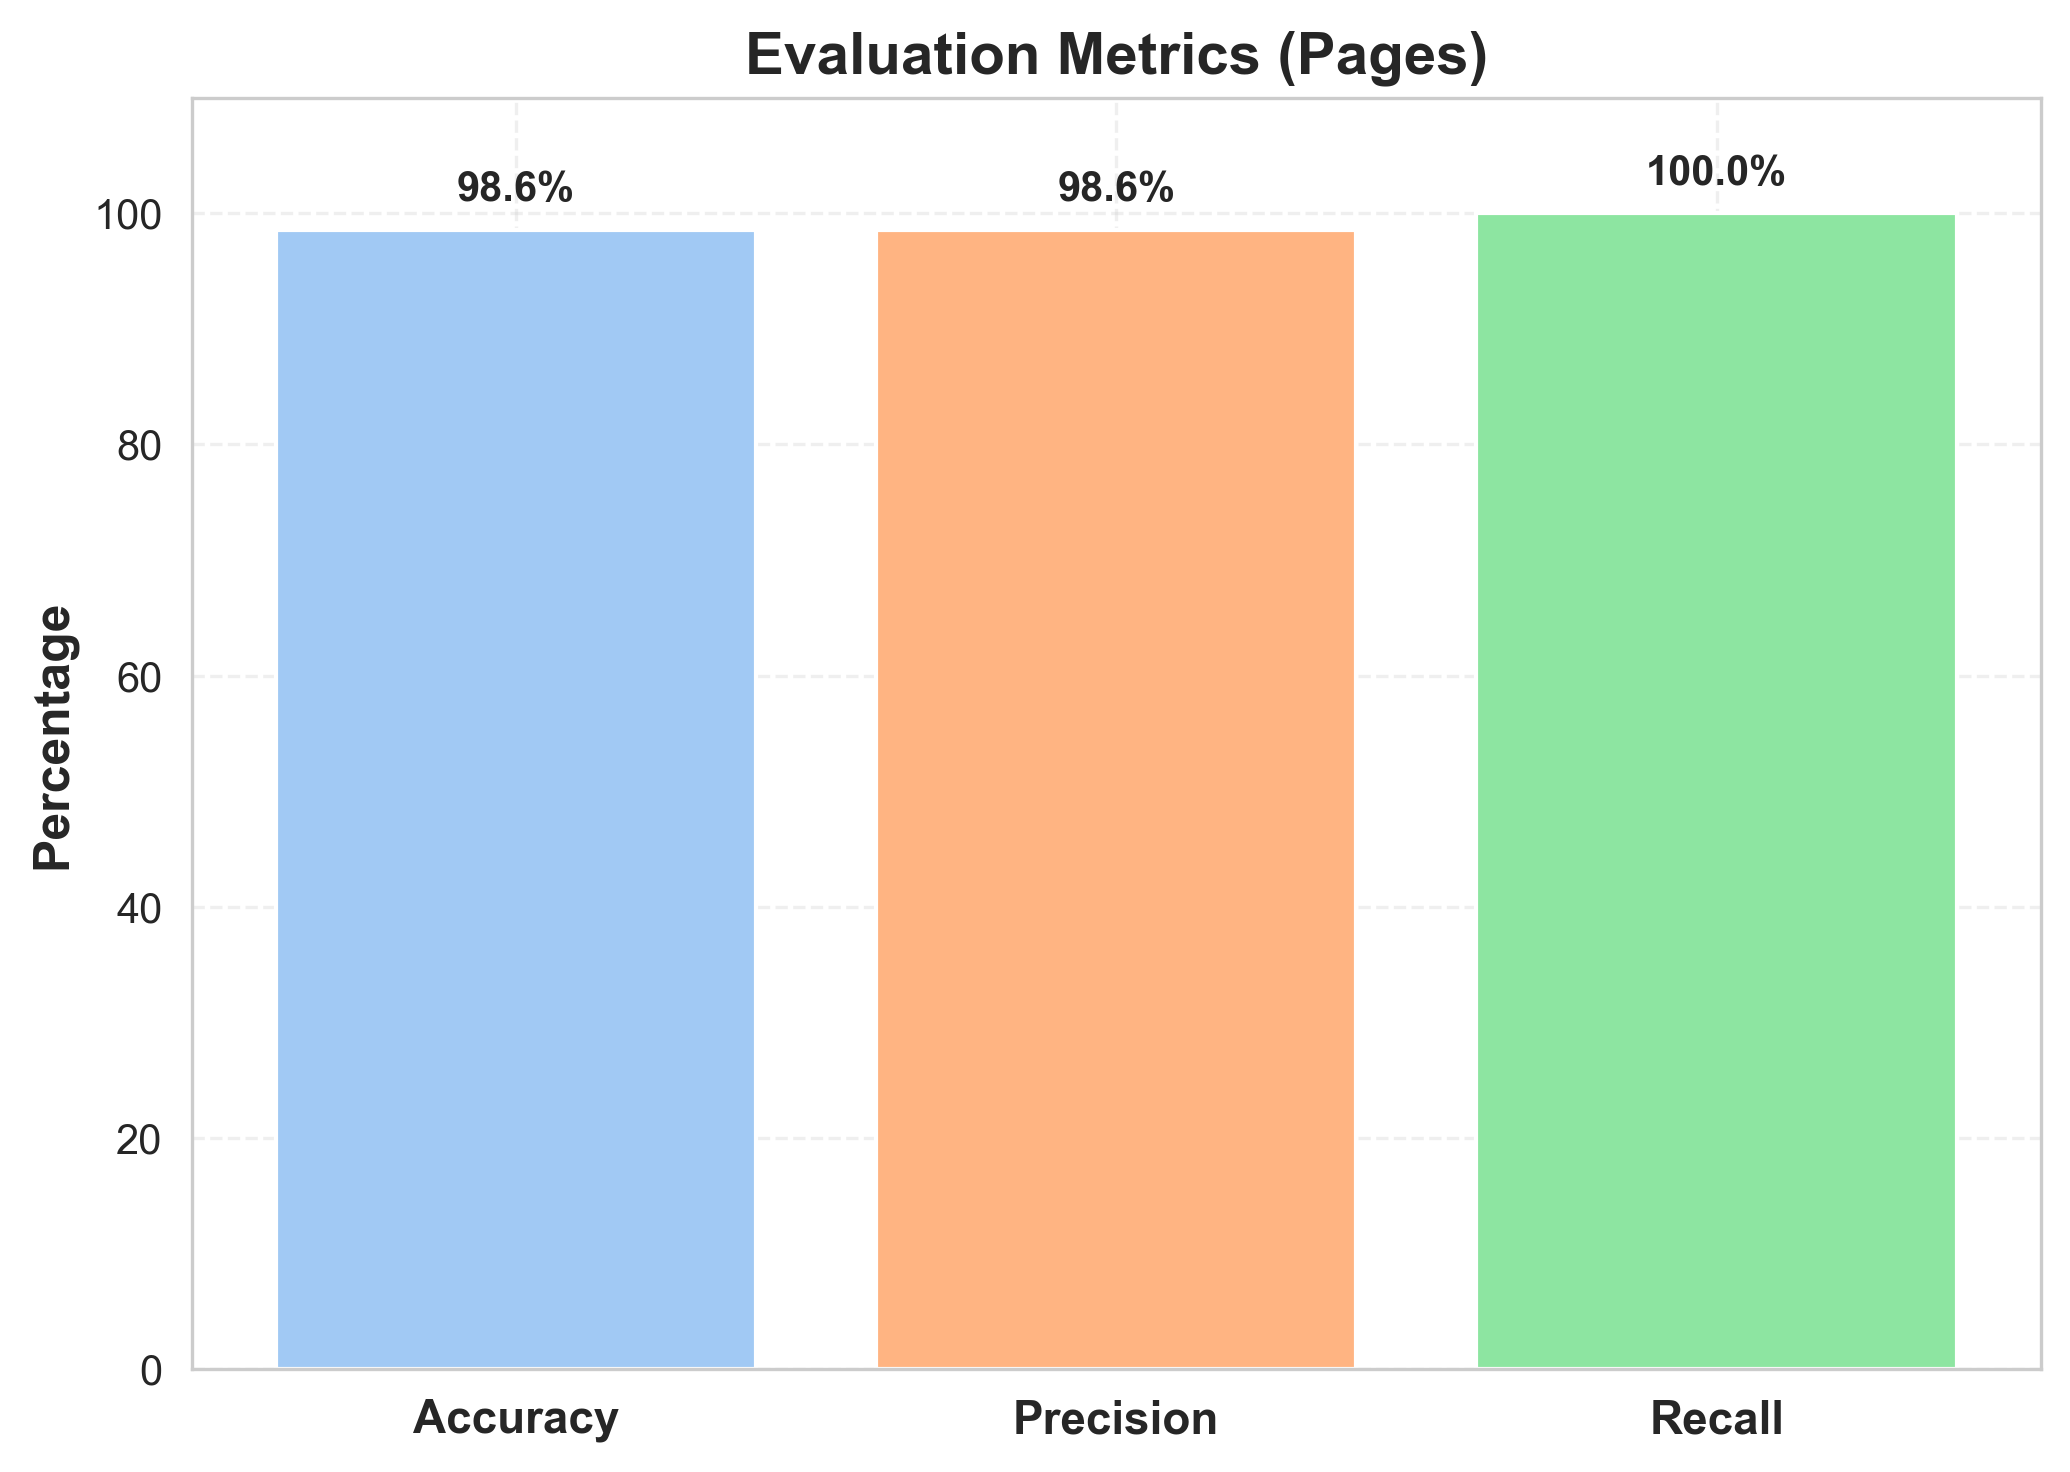 Evaluation Metrics (Pages)
98.6%
98.6%
100.0%
100
80
60
40
20
0
Percentage
Accuracy
Precision
Recall